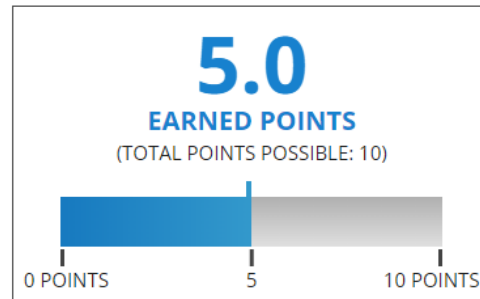 5.0
EARNED POINTS
(TOTAL POINTS POSSIBLE: 10)
0 POINTS 5 10 POINTS